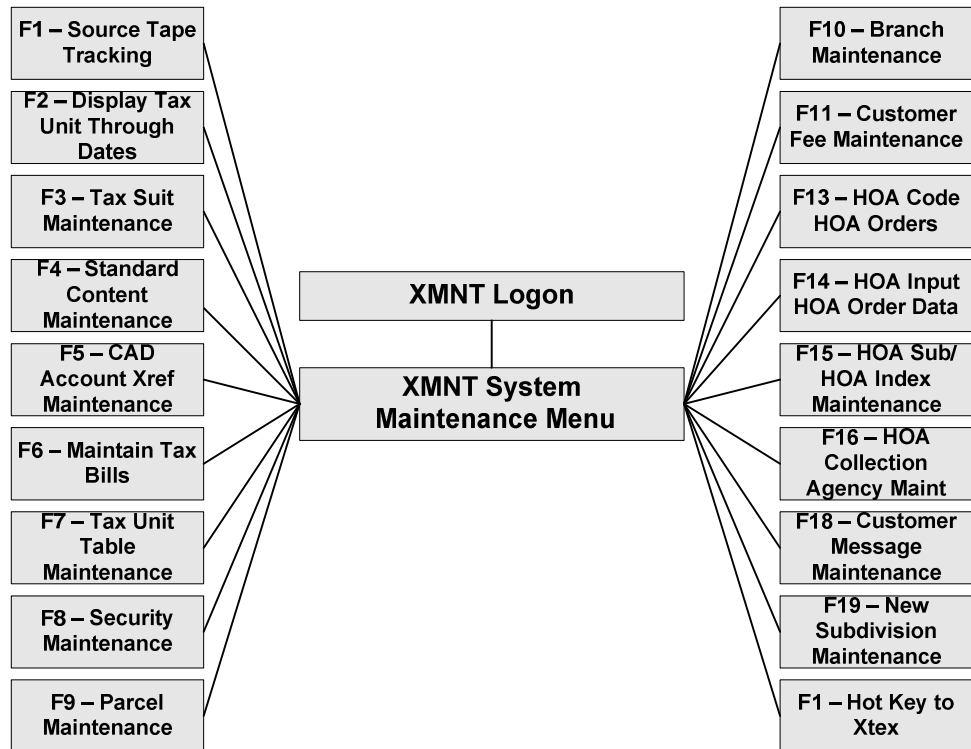 F1 – Source Tape
Tracking
F2 – Display Tax
Unit Through
Dates
F3 – Tax Suit
Maintenance
F4 – Standard
Content
Maintenance
F5 – CAD
Account Xref
Maintenance
F6 – Maintain Tax
Bills
F7 – Tax Unit
Table
Maintenance
F8 – Security
Maintenance
F9 – Parcel
Maintenance
XMNT Logon
XMNT System
Maintenance Menu
F10 – Branch
Maintenance
F11 – Customer
Fee Maintenance
F13 – HOA Code
HOA Orders
F14 – HOA Input
HOA Order Data
F15 – HOA Sub/
HOA Index
Maintenance
F16 – HOA
Collection
Agency Maint
F18 – Customer
Message
Maintenance
F19 – New
Subdivision
Maintenance
F1 – Hot Key to
Xtex